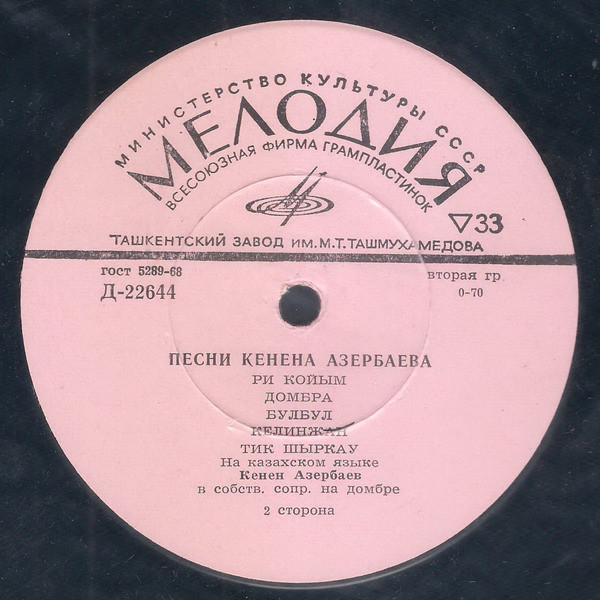 МИНИСТЕРСТВО КУЛЬТУРЫ СССР
МЕЛОДИЯ
ВСЕСОЮЗНАЯ ФИРМА ГРАМПЛАСТИНОК
▽33
ТАШКЕНТСКИЙ ЗАВОД ИМ. М.Т. ТАШМУХАМЕДОВА
гост 5289-68
вторая гр
Д-22644
0-70
ПЕСНИ КЕНЕНА АЗЕРБАЕВА
РИ КОЙЫМ
ДОМБРА
БУЛБУЛ
КЕЛИНЖАН
ТИК ШЫРКАУ
На казахском языке
Кенен Азербаев
в собств. сопр. на домбре
2 сторона